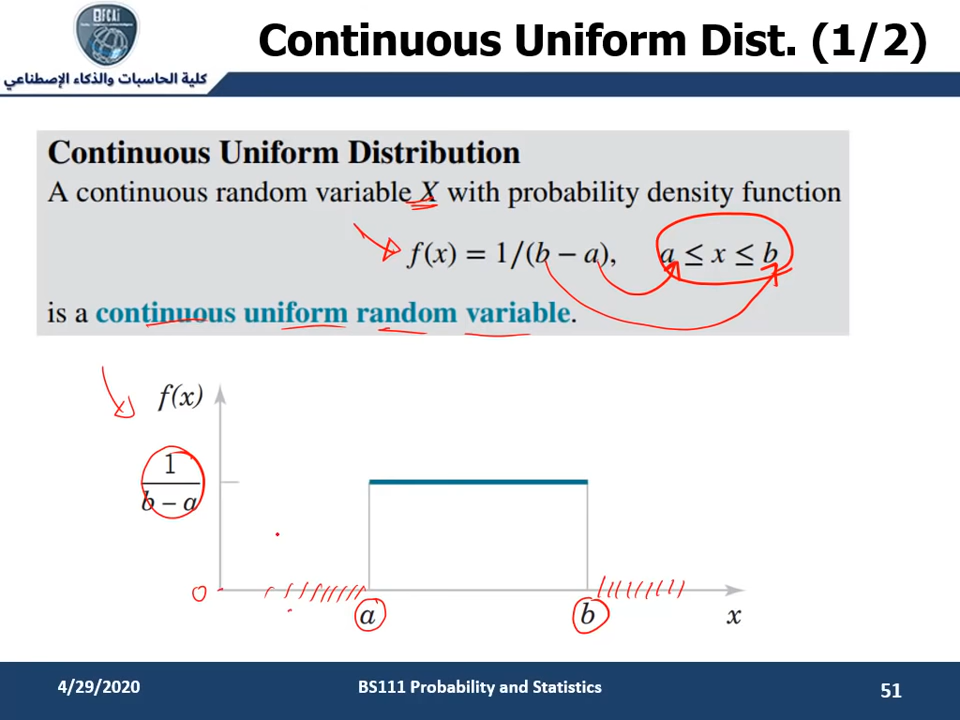 BFCAi
Continuous Uniform Dist. (1/2)
كلية الحاسبات والذكاء الإصطناعي
Continuous Uniform Distribution
A continuous random variable X with probability density function
f(x) = 1/(b − a), a ≤ x ≤ b
is a continuous uniform random variable.
f(x)
1
b − a
0
a
b
x
4/29/2020
BS111 Probability and Statistics
51